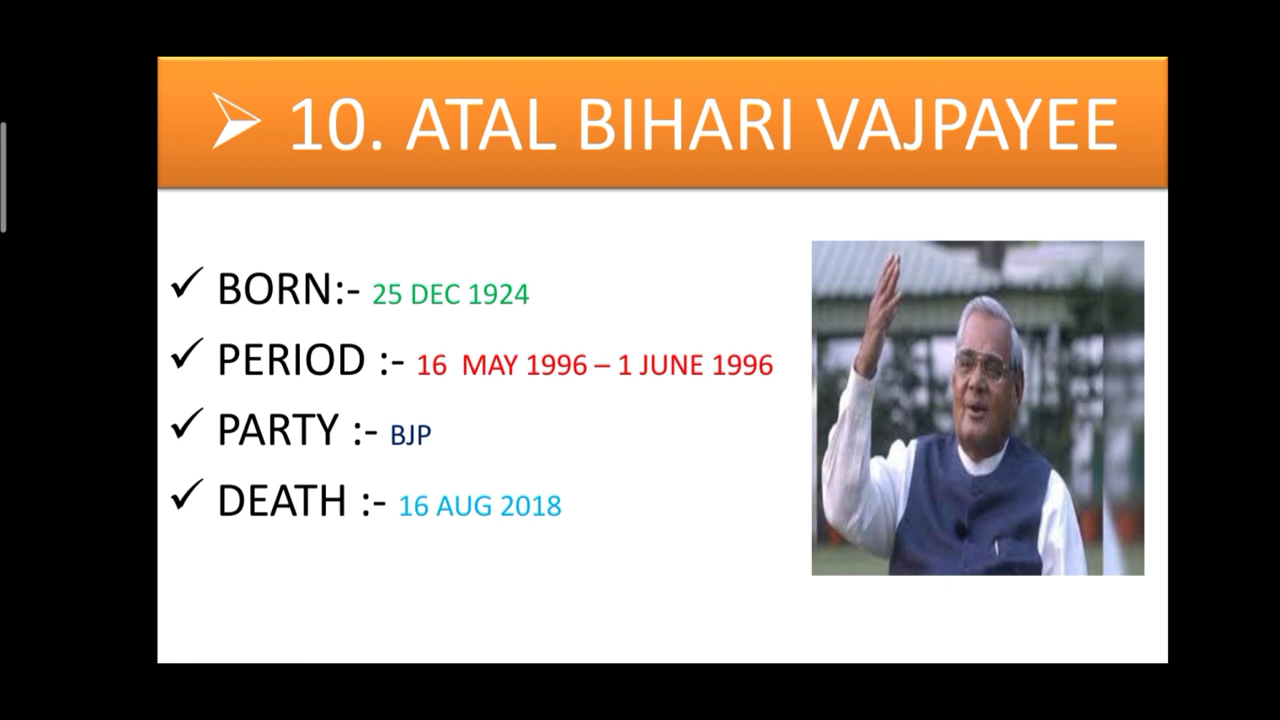 ➢ 10. ATAL BIHARI VAJPAYEE
✓ BORN:- 25 DEC 1924
✓ PERIOD :- 16  MAY 1996 – 1 JUNE 1996
✓ PARTY :- BJP
✓ DEATH :- 16 AUG 2018